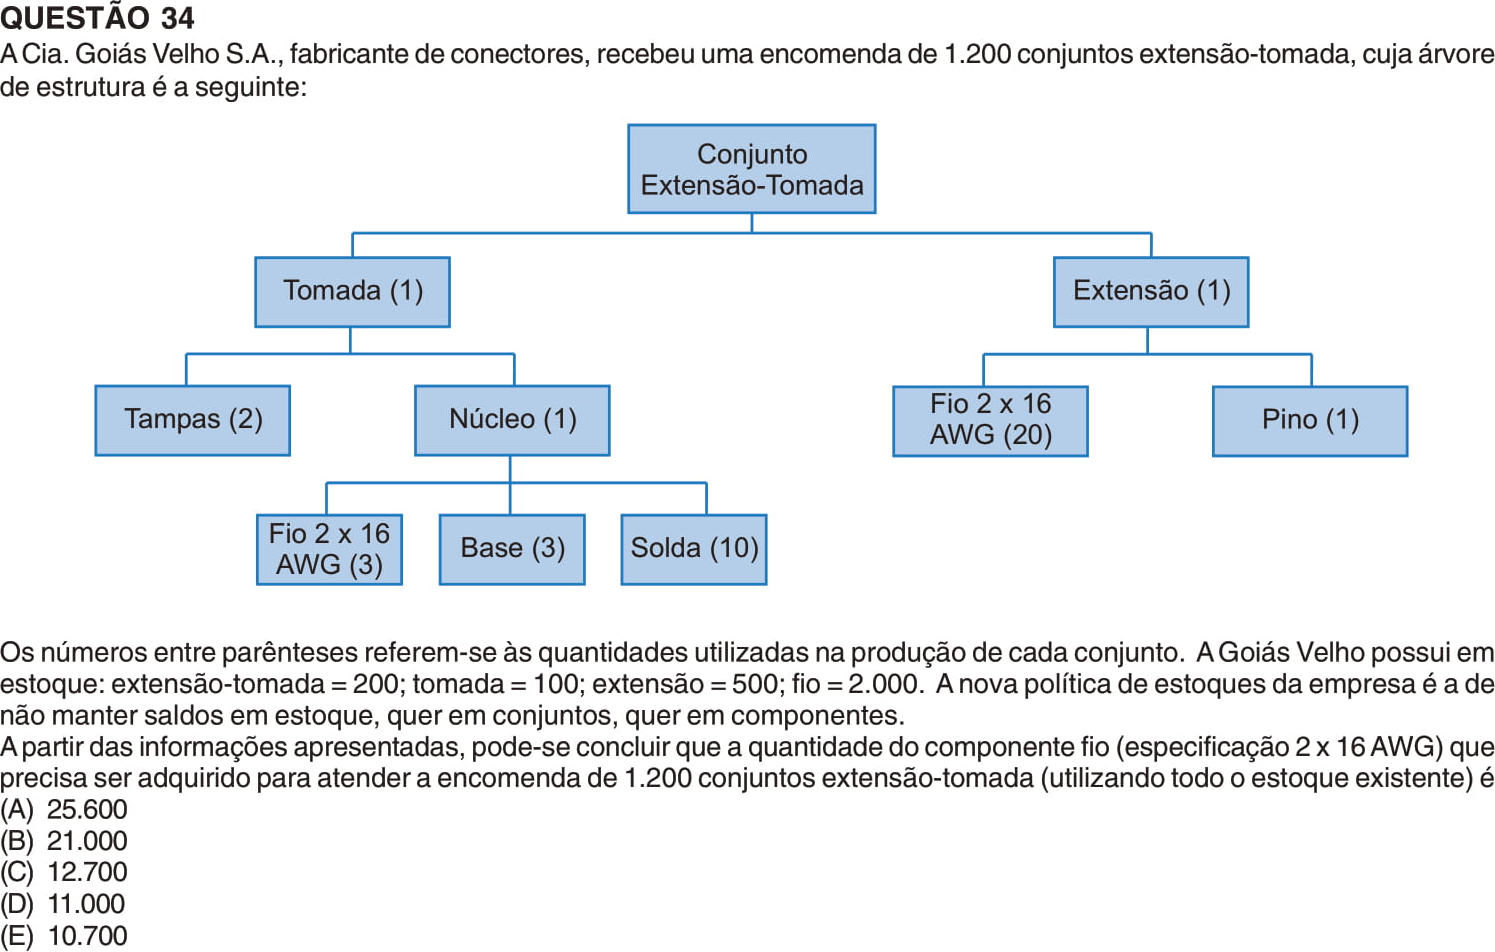 QUESTÃO 34
A Cia. Goiás Velho S.A., fabricante de conectores, recebeu uma encomenda de 1.200 conjuntos extensão-tomada, cuja árvore
de estrutura é a seguinte:
Conjunto
Extensão-Tomada
Tomada (1)
Extensão (1)
Tampas (2)
Núcleo (1)
Fio 2 x 16
AWG (20)
Pino (1)
Fio 2 x 16
AWG (3)
Base (3)
Solda (10)
Os números entre parênteses referem-se às quantidades utilizadas na produção de cada conjunto. A Goiás Velho possui em
estoque: extensão-tomada = 200; tomada = 100; extensão = 500; fio = 2.000. A nova política de estoques da empresa é a de
não manter saldos em estoque, quer em conjuntos, quer em componentes.
A partir das informações apresentadas, pode-se concluir que a quantidade do componente fio (especificação 2 x 16 AWG) que
precisa ser adquirido para atender a encomenda de 1.200 conjuntos extensão-tomada (utilizando todo o estoque existente) é
(A) 25.600
(B) 21.000
(C) 12.700
(D) 11.000
(E) 10.700